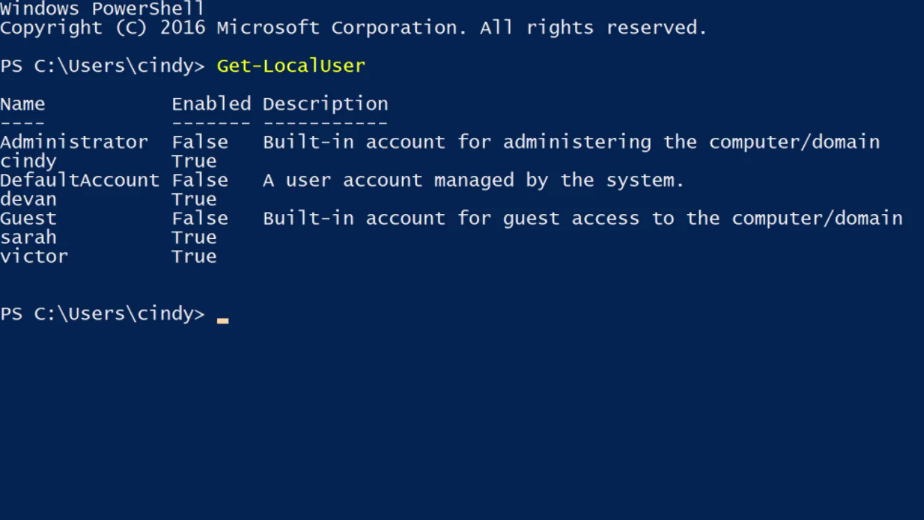 Windows PowerShell
Copyright (C) 2016 Microsoft Corporation. All rights reserved.
PS C:\Users\cindy> Get-LocalUser
Name           Enabled Description
----           ------- -----------
Administrator  False   Built-in account for administering the computer/domain
cindy          True
DefaultAccount False   A user account managed by the system.
devan          True
Guest          False   Built-in account for guest access to the computer/domain
sarah          True
victor         True
PS C:\Users\cindy>